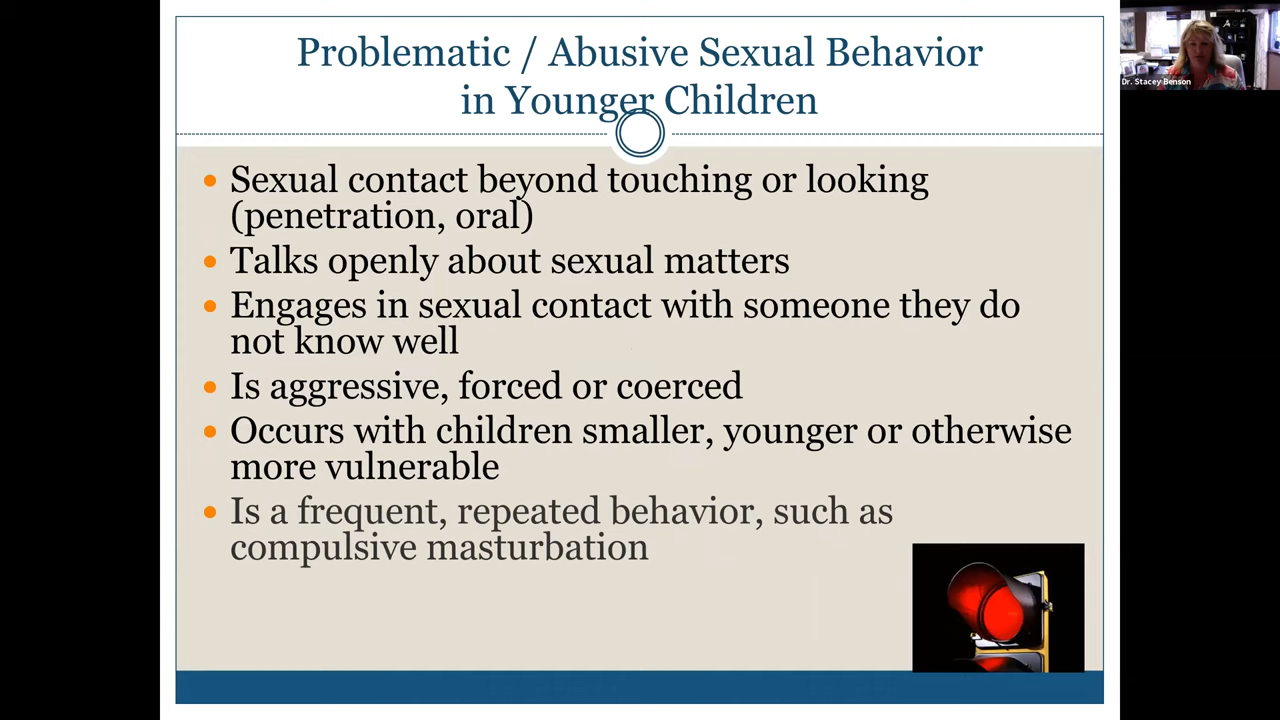 Problematic / Abusive Sexual Behavior
in Younger Children
Dr. Stacey Benson
Sexual contact beyond touching or looking
(penetration, oral)
Talks openly about sexual matters
Engages in sexual contact with someone they do
not know well
Is aggressive, forced or coerced
Occurs with children smaller, younger or otherwise
more vulnerable
Is a frequent, repeated behavior, such as
compulsive masturbation